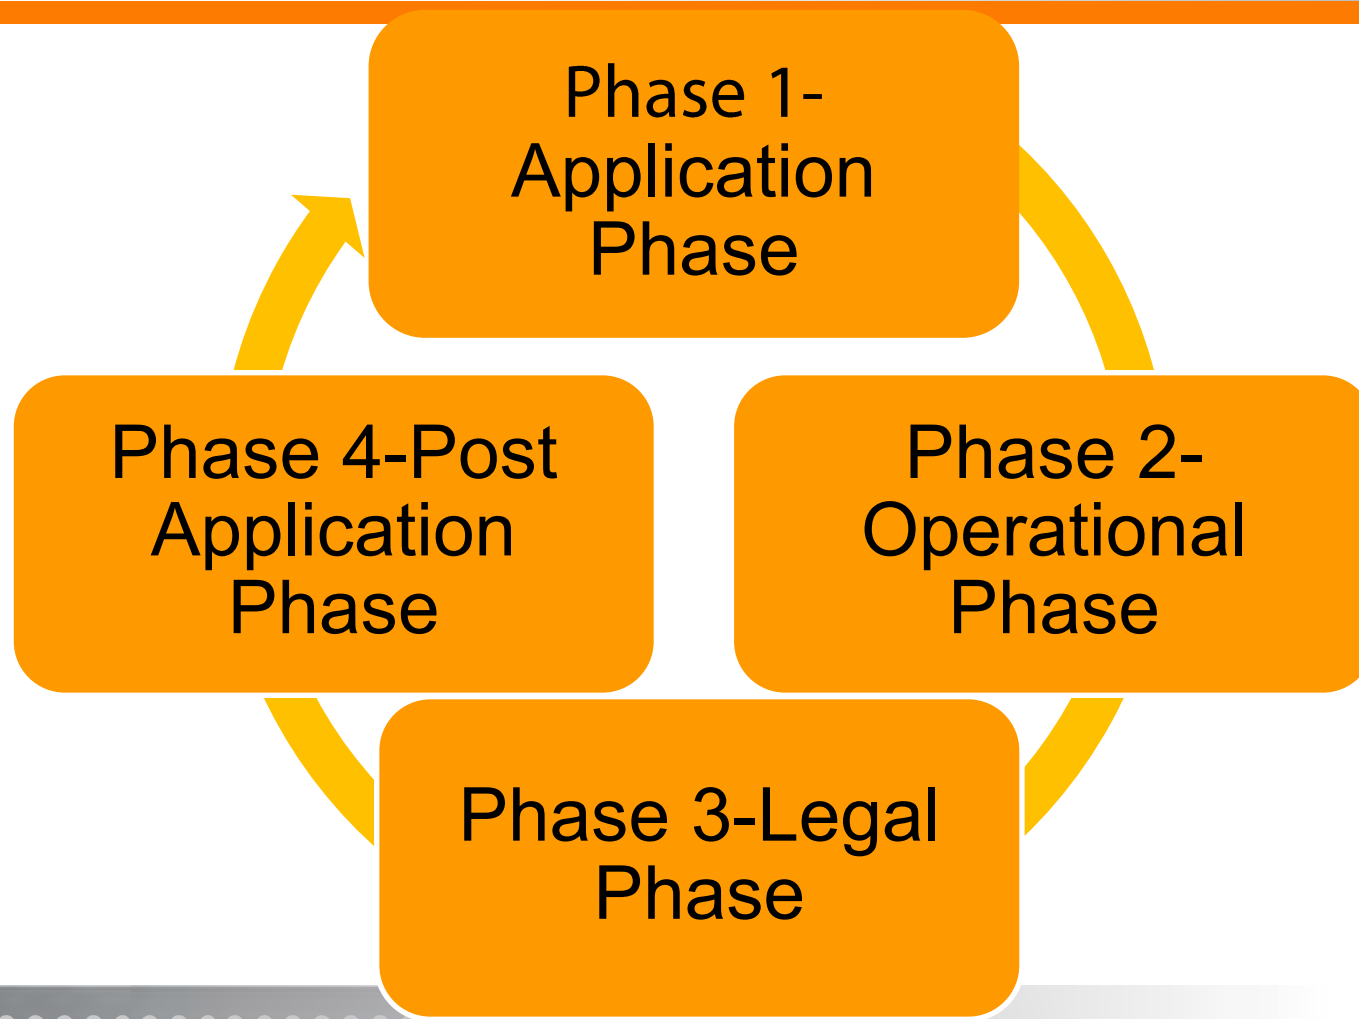 Phase 1-
Application
Phase
Phase 4-Post
Application
Phase
Phase 2-
Operational
Phase
Phase 3-Legal
Phase